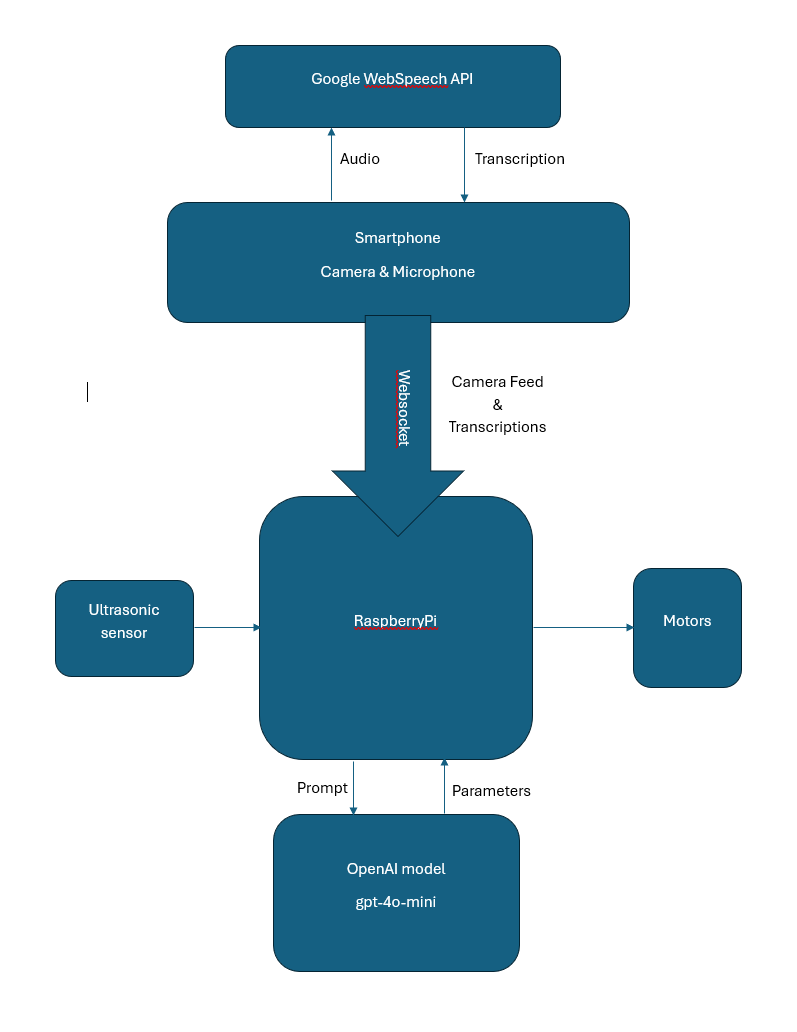 Google WebSpeech API
Audio
Transcription
Smartphone
Camera & Microphone
Websocket
Camera Feed
&
Transcriptions
Ultrasonic
sensor
RaspberryPi
Motors
Prompt
Parameters
OpenAI model
gpt-4o-mini